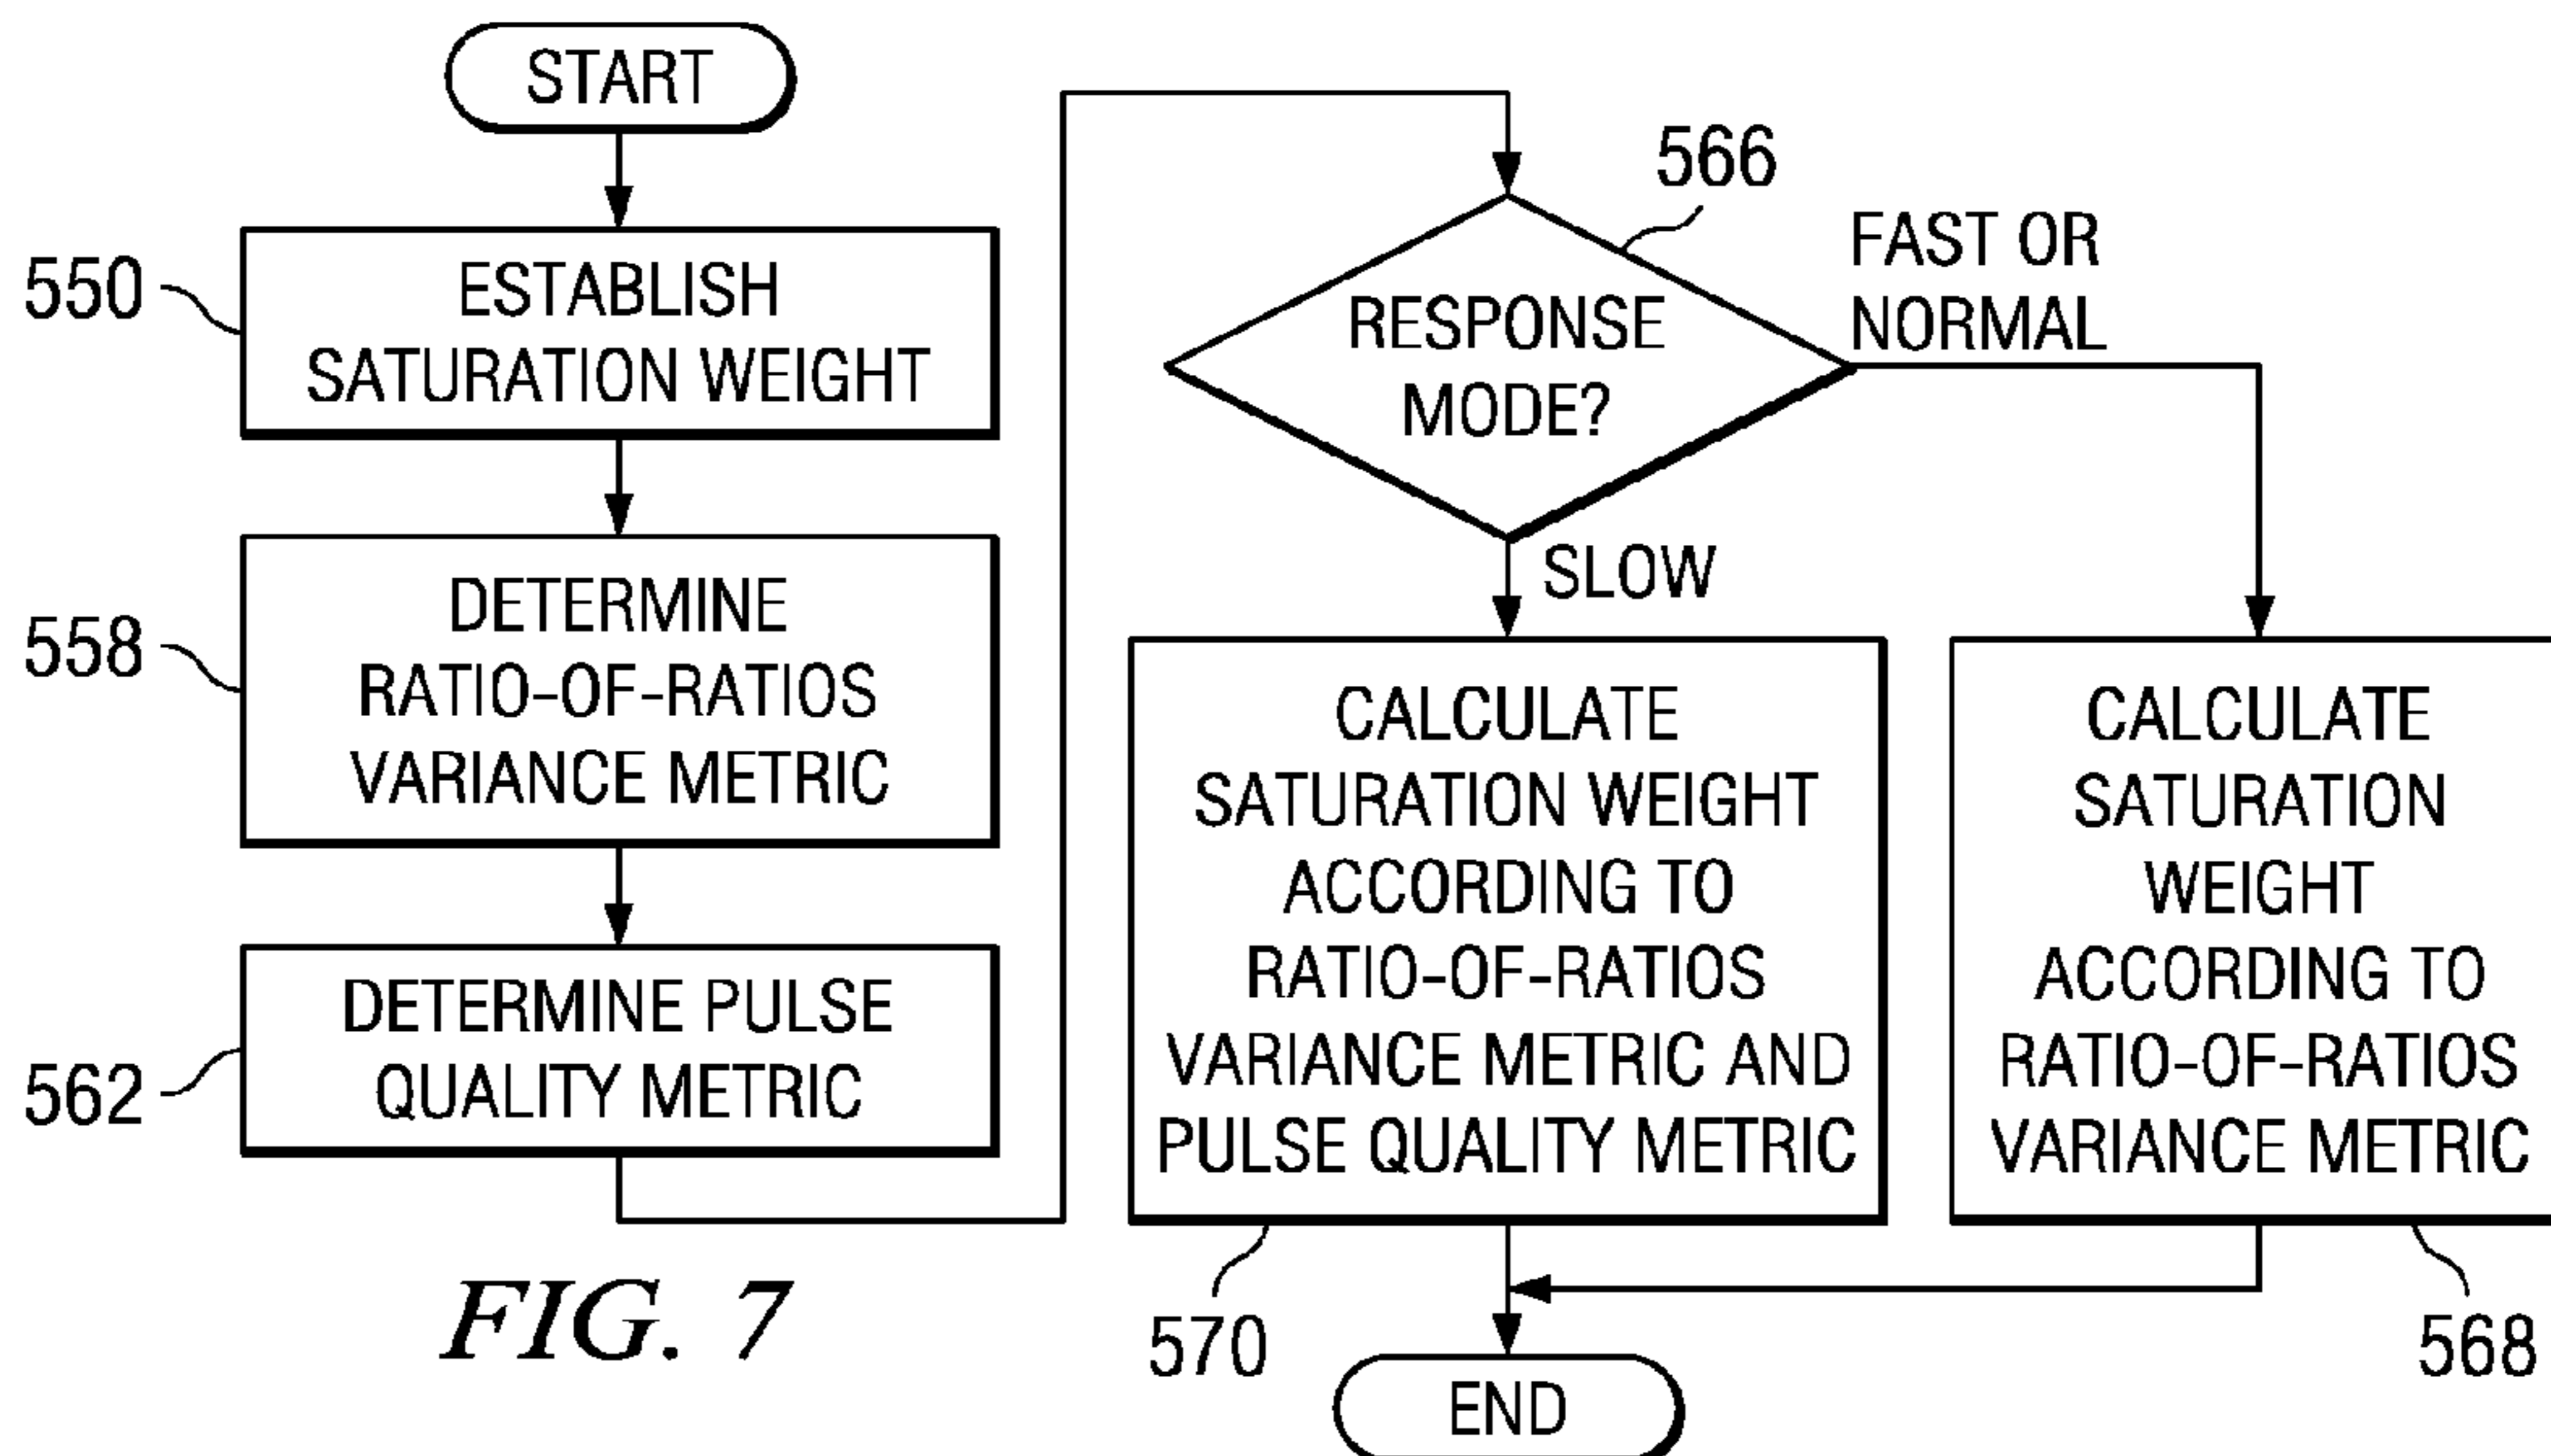 START
550
ESTABLISH
SATURATION WEIGHT
558
DETERMINE
RATIO-OF-RATIOS
VARIANCE METRIC
562
DETERMINE PULSE
QUALITY METRIC
566
RESPONSE
MODE?
FAST OR
NORMAL
SLOW
CALCULATE
SATURATION WEIGHT
ACCORDING TO
RATIO-OF-RATIOS
VARIANCE METRIC AND
PULSE QUALITY METRIC
570
CALCULATE
SATURATION
WEIGHT
ACCORDING TO
RATIO-OF-RATIOS
VARIANCE METRIC
568
END
FIG. 7